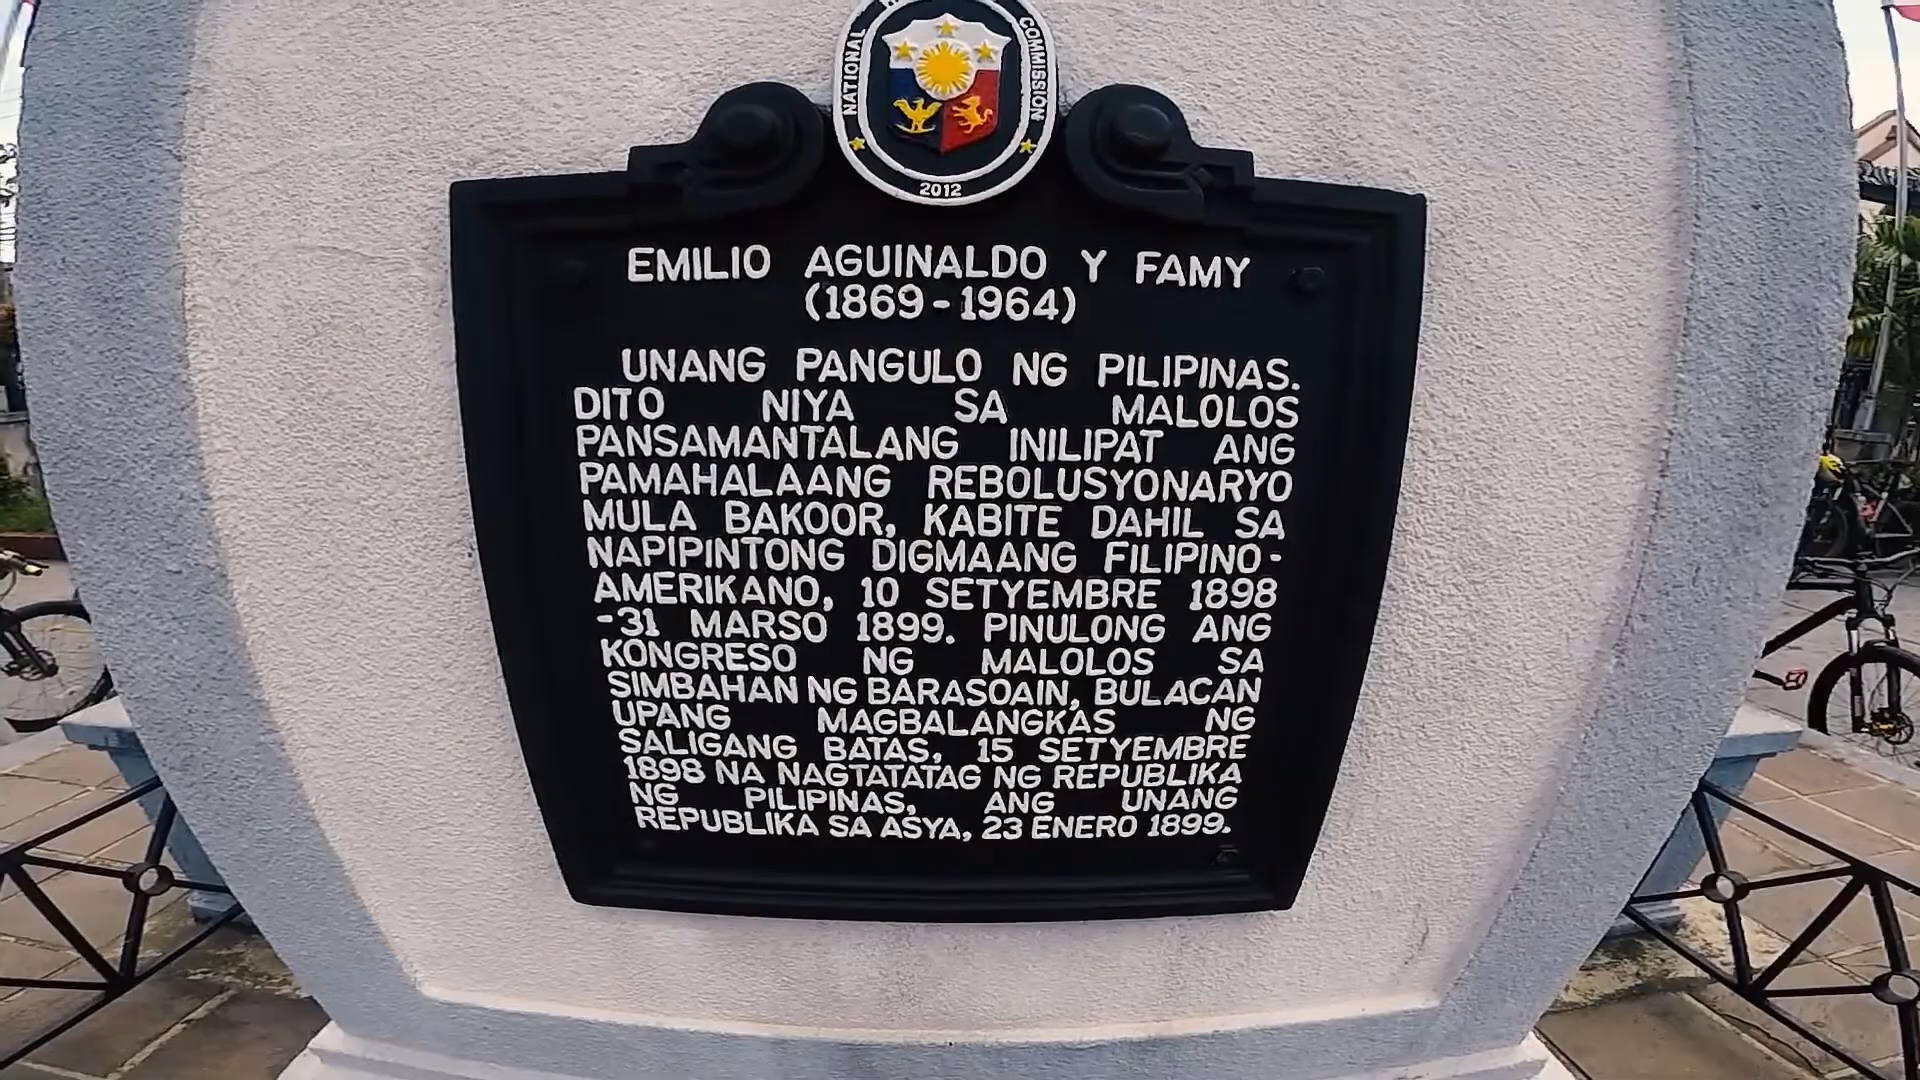 NATIONAL COMMISSION
2012
EMILIO AGUINALDO Y FAMY
(1869-1964)
UNANG PANGULO NG PILIPINAS.
DITO NIYA SA MALOLOS
PANSAMANTALANG INILIPAT ANG
PAMAHALAANG REBOLUSYONARYO
MULA BAKOOR, KABITE DAHIL SA
NAPIPINTONG DIGMAANG FILIPINO-
AMERIKANO, 10 SETYEMBRE 1898
-31 MARSO 1899. PINULONG ANG
KONGRESO NG MALOLOS SA
SIMBAHAN NG BARASOAIN, BULACAN
UPANG MAGBALANGKAS NG
SALIGANG BATAS, 15 SETYEMBRE
1898 NA NAGTATATAG NG REPUBLIKA
NG PILIPINAS, ANG UNANG
REPUBLIKA SA ASYA, 23 ENERO 1899.